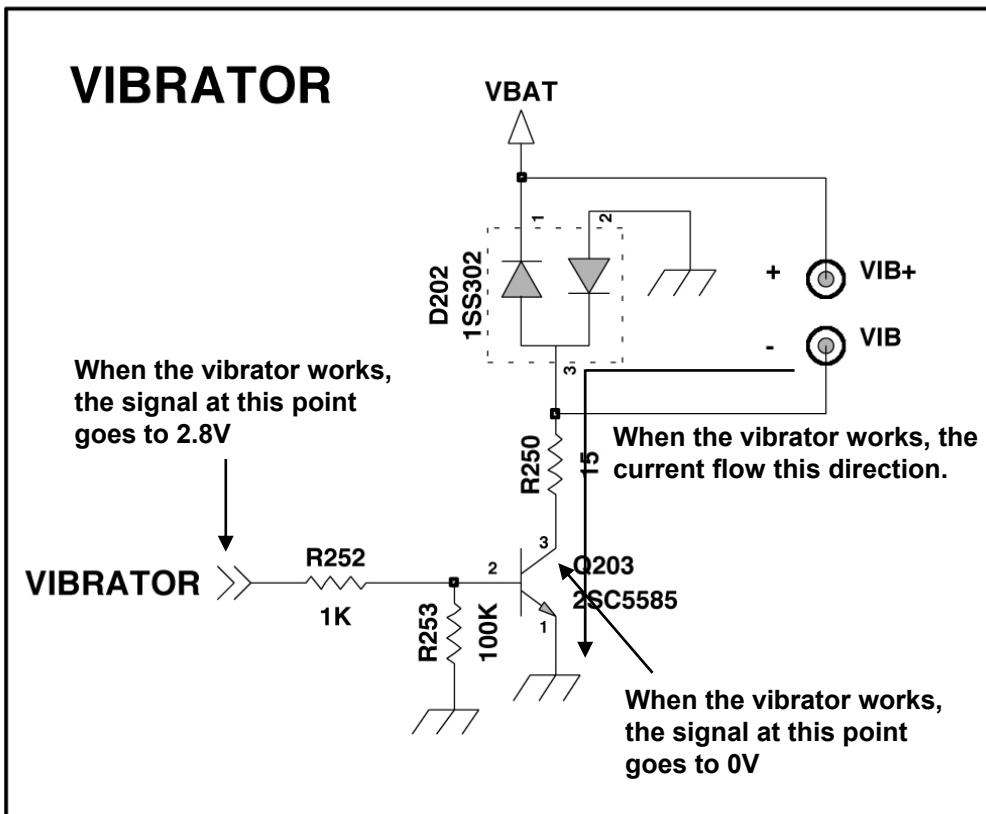 VIBRATOR
VBAT
1
2
D202
1SS302
+
VIB+
-
VIB
3
When the vibrator works,
the signal at this point
goes to 2.8V
When the vibrator works, the
current flow this direction.
R250
15
VIBRATOR
R252
1K
2
3
Q203
2SC5585
1
R253
100K
When the vibrator works,
the signal at this point
goes to 0V